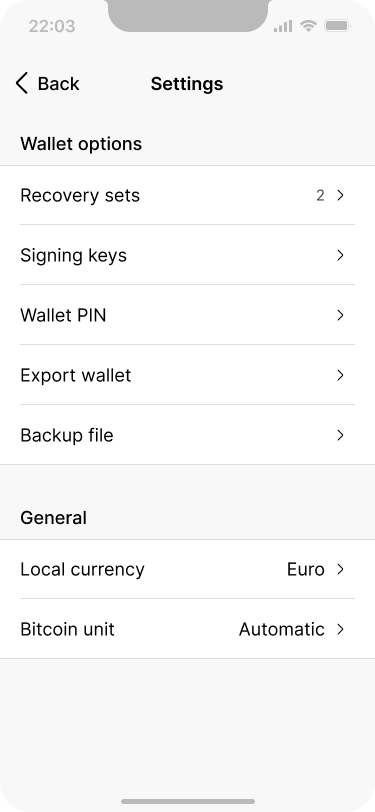 22:03
Back Settings
Wallet options
Recovery sets 2
Signing keys
Wallet PIN
Export wallet
Backup file
General
Local currency Euro
Bitcoin unit Automatic